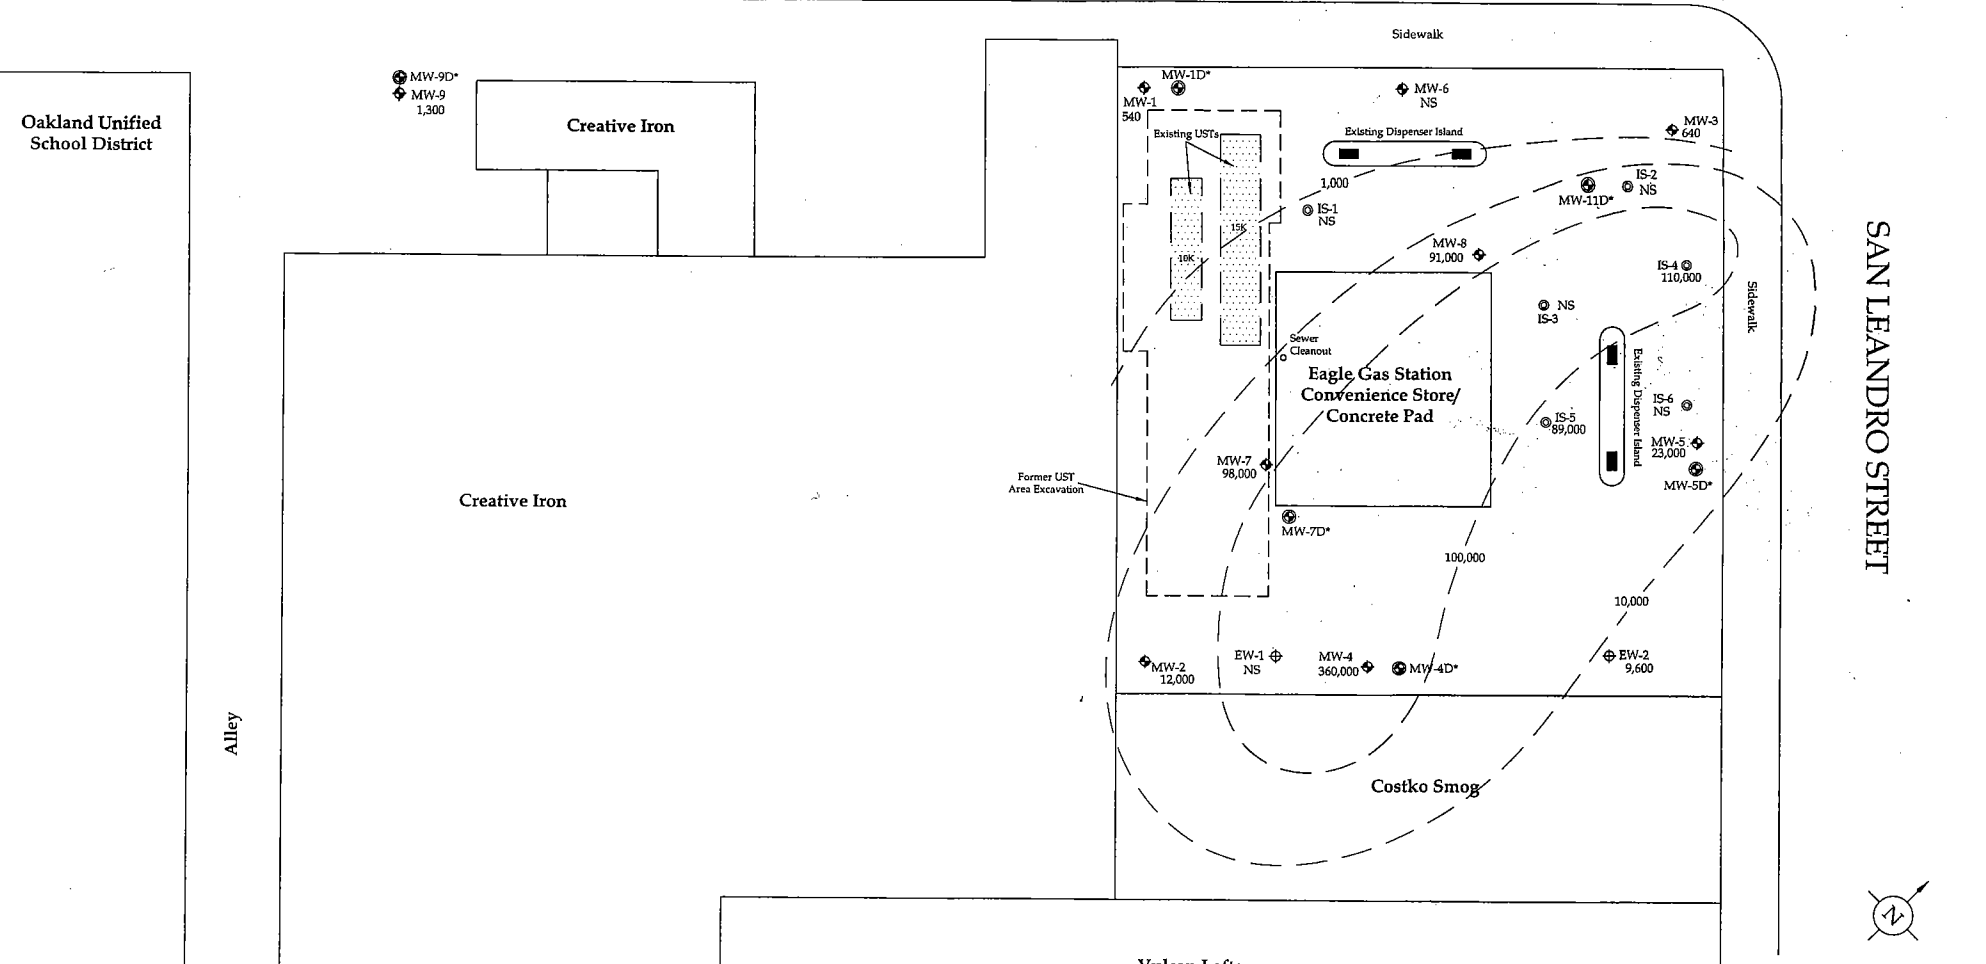 Sidewalk
MW-9D*
MW-9
1,300
Oakland Unified
School District
Creative Iron
MW-1D*
MW-1
540
MW-6
NS
MW-3
640
Existing USTs
Existing Dispenser Island
1,000
IS-1
NS
IS-2
NS
MW-11D*
15K
10K
MW-8
91,000
IS-4
110,000
NS
IS-3
Sidewalk
SAN LEANDRO STREET
Sewer
Cleanout
Eagle Gas Station
Convenience Store/
Concrete Pad
Existing Dispenser Island
IS-6
NS
IS-5
89,000
MW-5
23,000
MW-5D*
MW-7
98,000
Former UST
Area Excavation
Creative Iron
MW-7D*
100,000
10,000
EW-1
NS
MW-4
360,000
MW-4D*
EW-2
9,600
MW-2
12,000
Alley
Costko Smog
N